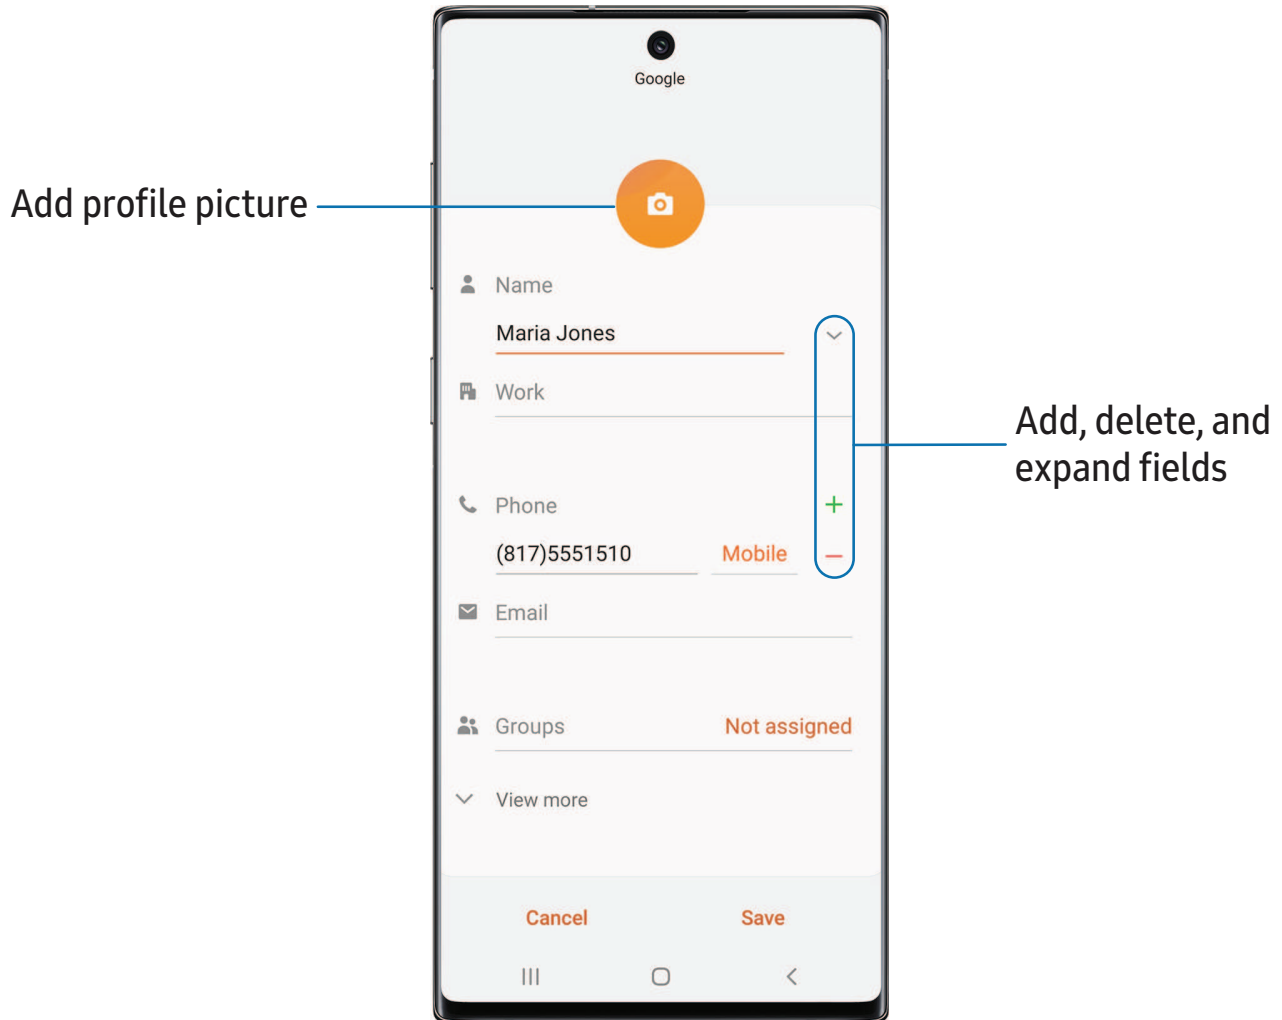 Google
Add profile picture
Name
Maria Jones
Work
Add, delete, and
expand fields
Phone
(817)5551510 Mobile
Email
Groups Not assigned
View more
Cancel Save